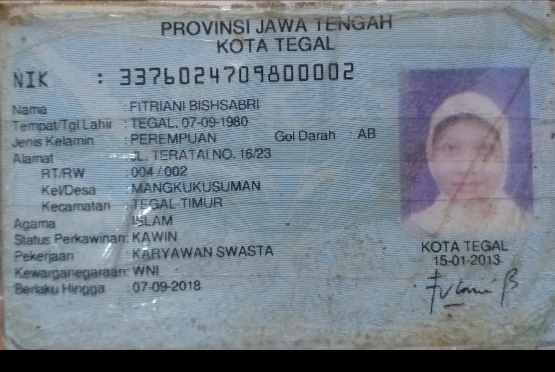 PROVINSI JAWA TENGAH
KOTA TEGAL
NIK : 3376024709800002
Nama : FITRIANI BISHSABRI
Tempat/Tgl Lahir : TEGAL, 07-09-1980
Jenis Kelamin : PEREMPUAN Gol Darah AB
Alamat L. TERATAI NO. 16/23
RT/RW : 004 / 002
Kel/Desa : MANGKUKUSUMAN
Kecamatan : TEGAL TIMUR
Agama ISLAM
Status Perkawinan: KAWIN
Pekerjaan : KARYAWAN SWASTA
Kewarganegaraan: WNI
Berlaku Hingga : 07-09-2018
KOTA TEGAL
15-01-2013